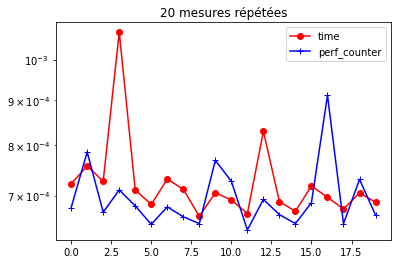 20 mesures répétées
time
perf_counter
10⁻³
9 × 10⁻⁴
8 × 10⁻⁴
7 × 10⁻⁴
0.0 2.5 5.0 7.5 10.0 12.5 15.0 17.5